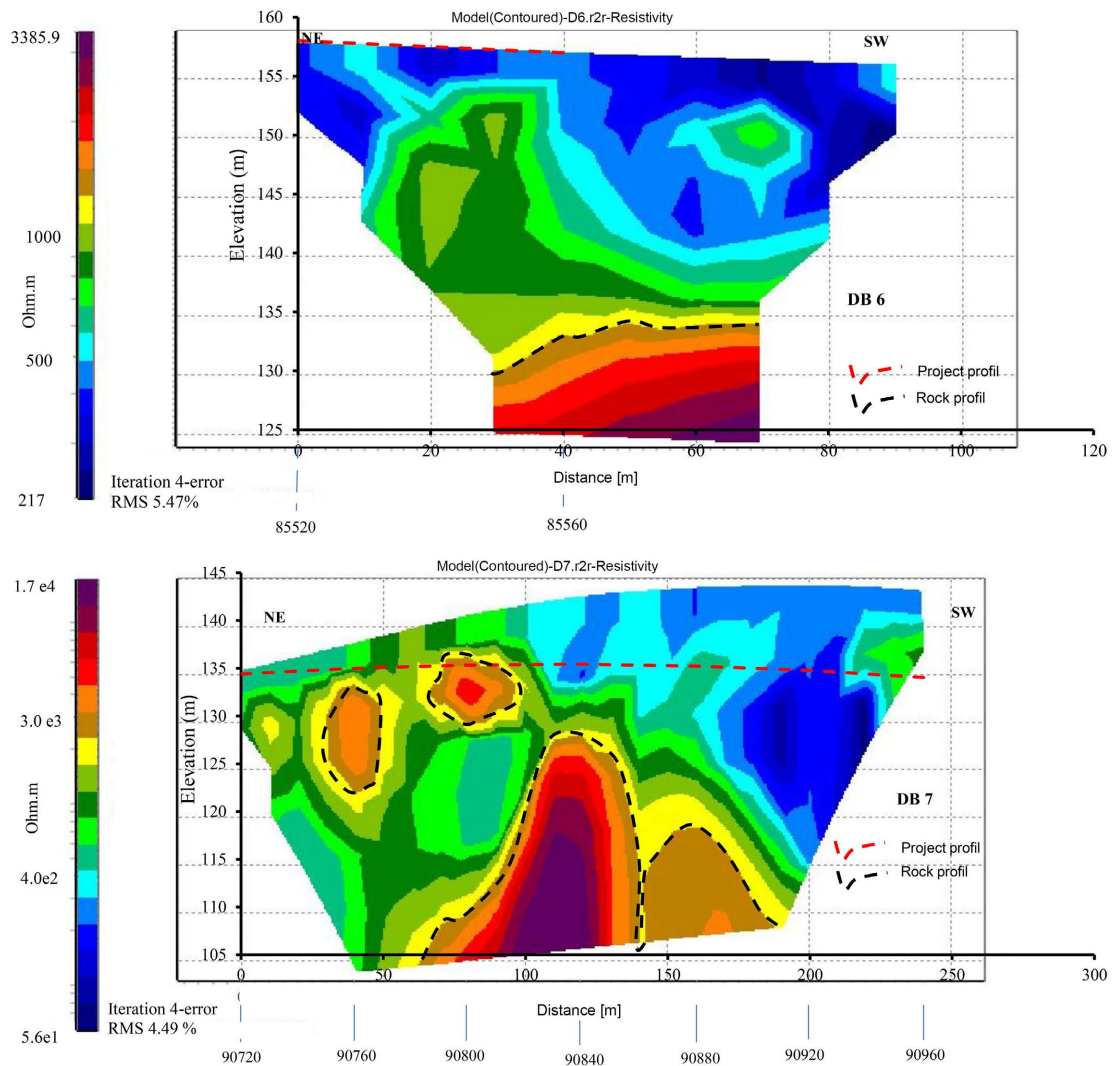 Model(Contoured)-D6.r2r-Resistivity
3385.9
1000
500
217
Ohm.m
160
155
150
145
140
135
130
125
Elevation (m)
NE
SW
DB 6
Project profil
Rock profil
0 20 40 60 80 100 120
Distance [m]
Iteration 4-error
RMS 5.47%
85520 85560
Model(Contoured)-D7.r2r-Resistivity
1.7 e4
3.0 e3
4.0e2
5.6e1
Ohm.m
145
140
135
130
125
120
115
110
105
Elevation (m)
NE
SW
DB 7
Project profil
Rock profil
0 50 100 150 200 250 300
Distance [m]
Iteration 4-error
RMS 4.49 %
90720 90760 90800 90840 90880 90920 90960